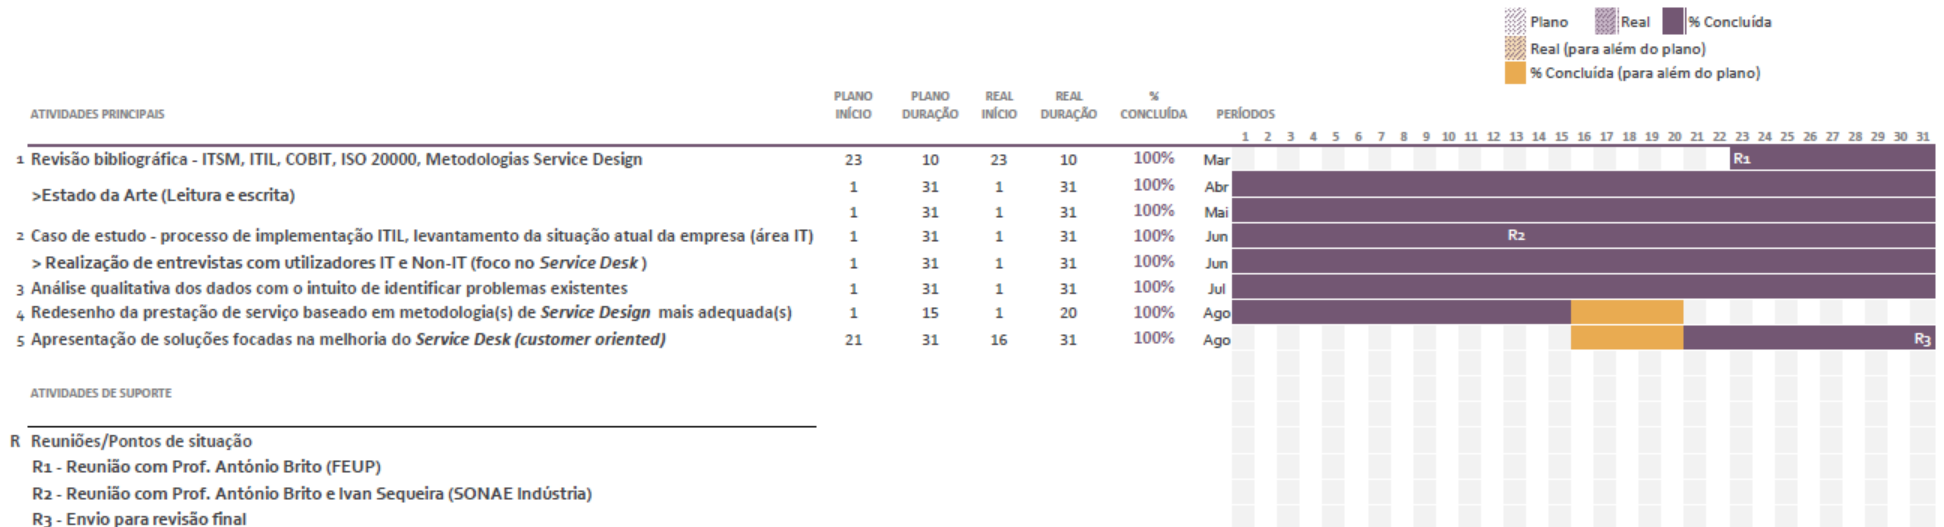 Plano Real % Concluída
Real (para além do plano)
% Concluída (para além do plano)
ATIVIDADES PRINCIPAIS PLANO INÍCIO PLANO DURAÇÃO REAL INÍCIO REAL DURAÇÃO % CONCLUÍDA PERÍODOS
1 2 3 4 5 6 7 8 9 10 11 12 13 14 15 16 17 18 19 20 21 22 23 24 25 26 27 28 29 30 31
1 Revisão bibliográfica - ITSM, ITIL, COBIT, ISO 20000, Metodologias Service Design 23 10 23 10 100% Mar R1
>Estado da Arte (Leitura e escrita) 1 31 1 31 100% Abr
1 31 1 31 100% Mai
2 Caso de estudo - processo de implementação ITIL, levantamento da situação atual da empresa (área IT) 1 31 1 31 100% Jun R2
> Realização de entrevistas com utilizadores IT e Non-IT (foco no Service Desk ) 1 31 1 31 100% Jun
3 Análise qualitativa dos dados com o intuito de identificar problemas existentes 1 31 1 31 100% Jul
4 Redesenho da prestação de serviço baseado em metodologia(s) de Service Design mais adequada(s) 1 15 1 20 100% Ago
5 Apresentação de soluções focadas na melhoria do Service Desk (customer oriented) 21 31 16 31 100% Ago R3
ATIVIDADES DE SUPORTE
R Reuniões/Pontos de situação
R1 - Reunião com Prof. António Brito (FEUP)
R2 - Reunião com Prof. António Brito e Ivan Sequeira (SONAE Indústria)
R3 - Envio para revisão final